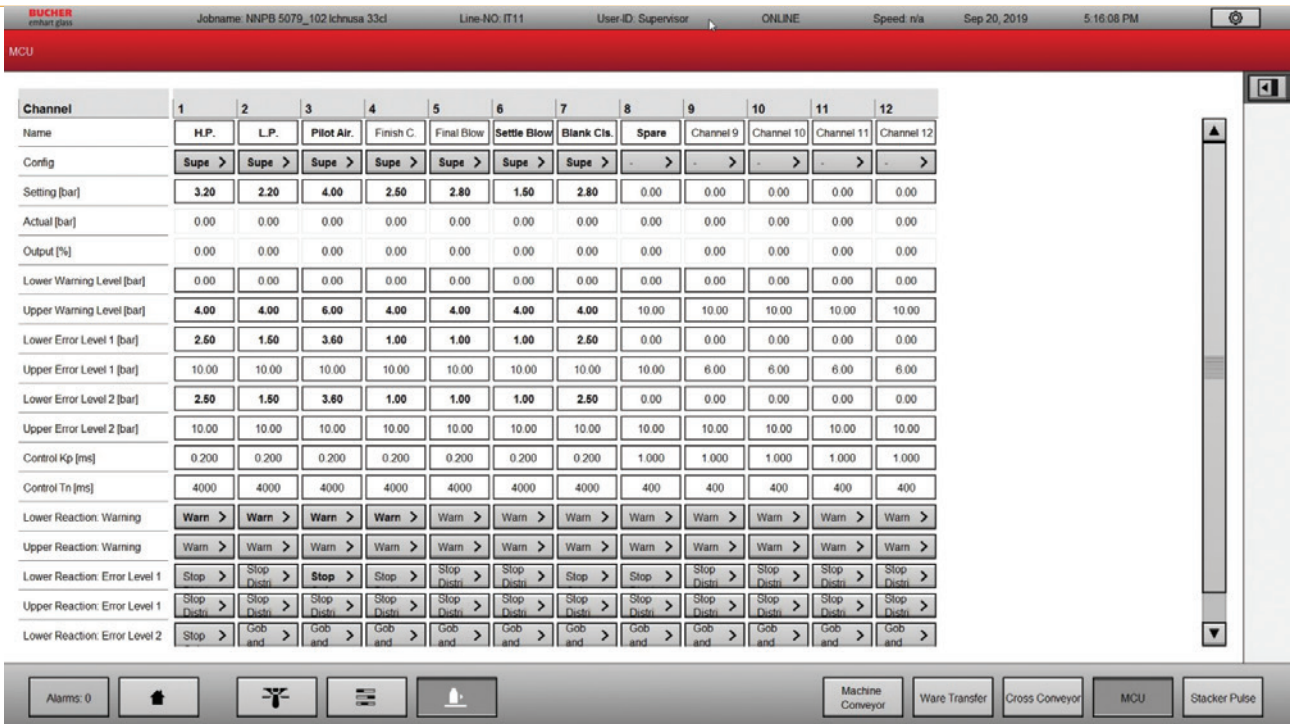 BUCHER
emhart glass
Jobname: NNPB 5079_102 Ichnusa 33cl Line-NO: IT11 User-ID: Supervisor ONLINE Speed: n/a Sep 20, 2019 5:16:08 PM
MCU
Channel 1 2 3 4 5 6 7 8 9 10 11 12
Name H.P. L.P. Pilot Air. Finish C. Final Blow Settle Blow Blank Cls. Spare Channel 9 Channel 10 Channel 11 Channel 12
Config Supe > Supe > Supe > Supe > Supe > Supe > Supe > - > - > - > - > - >
Setting [bar] 3.20 2.20 4.00 2.50 2.80 1.50 2.80 0.00 0.00 0.00 0.00 0.00
Actual [bar] 0.00 0.00 0.00 0.00 0.00 0.00 0.00 0.00 0.00 0.00 0.00 0.00
Output [%] 0.00 0.00 0.00 0.00 0.00 0.00 0.00 0.00 0.00 0.00 0.00 0.00
Lower Warning Level [bar] 0.00 0.00 0.00 0.00 0.00 0.00 0.00 0.00 0.00 0.00 0.00 0.00
Upper Warning Level [bar] 4.00 4.00 6.00 4.00 4.00 4.00 4.00 10.00 10.00 10.00 10.00 10.00
Lower Error Level 1 [bar] 2.50 1.50 3.60 1.00 1.00 1.00 2.50 0.00 0.00 0.00 0.00 0.00
Upper Error Level 1 [bar] 10.00 10.00 10.00 10.00 10.00 10.00 10.00 10.00 6.00 6.00 6.00 6.00
Lower Error Level 2 [bar] 2.50 1.50 3.60 1.00 1.00 1.00 2.50 0.00 0.00 0.00 0.00 0.00
Upper Error Level 2 [bar] 10.00 10.00 10.00 10.00 10.00 10.00 10.00 10.00 10.00 10.00 10.00 10.00
Control Kp [ms] 0.200 0.200 0.200 0.200 0.200 0.200 0.200 1.000 1.000 1.000 1.000 1.000
Control Tn [ms] 4000 4000 4000 4000 4000 4000 4000 400 400 400 400 400
Lower Reaction: Warning Warn > Warn > Warn > Warn > Warn > Warn > Warn > Warn > Warn > Warn > Warn > Warn >
Upper Reaction: Warning Warn > Warn > Warn > Warn > Warn > Warn > Warn > Warn > Warn > Warn > Warn > Warn >
Lower Reaction: Error Level 1 Stop > Stop Distri > Stop > Stop > Stop Distri > Stop Distri > Stop > Stop > Stop Distri > Stop Distri > Stop Distri > Stop Distri >
Upper Reaction: Error Level 1 Stop Distri > Stop Distri > Stop Distri > Stop Distri > Stop Distri > Stop Distri > Stop Distri > Stop Distri > Stop Distri > Stop Distri > Stop Distri > Stop Distri >
Lower Reaction: Error Level 2 Stop > Gob and > Gob and > Gob and > Gob and > Gob and > Gob and > Gob and > Gob and > Gob and > Gob and > Gob and >
Alarms: 0 Machine Conveyor Ware Transfer Cross Conveyor MCU Stacker Pulse